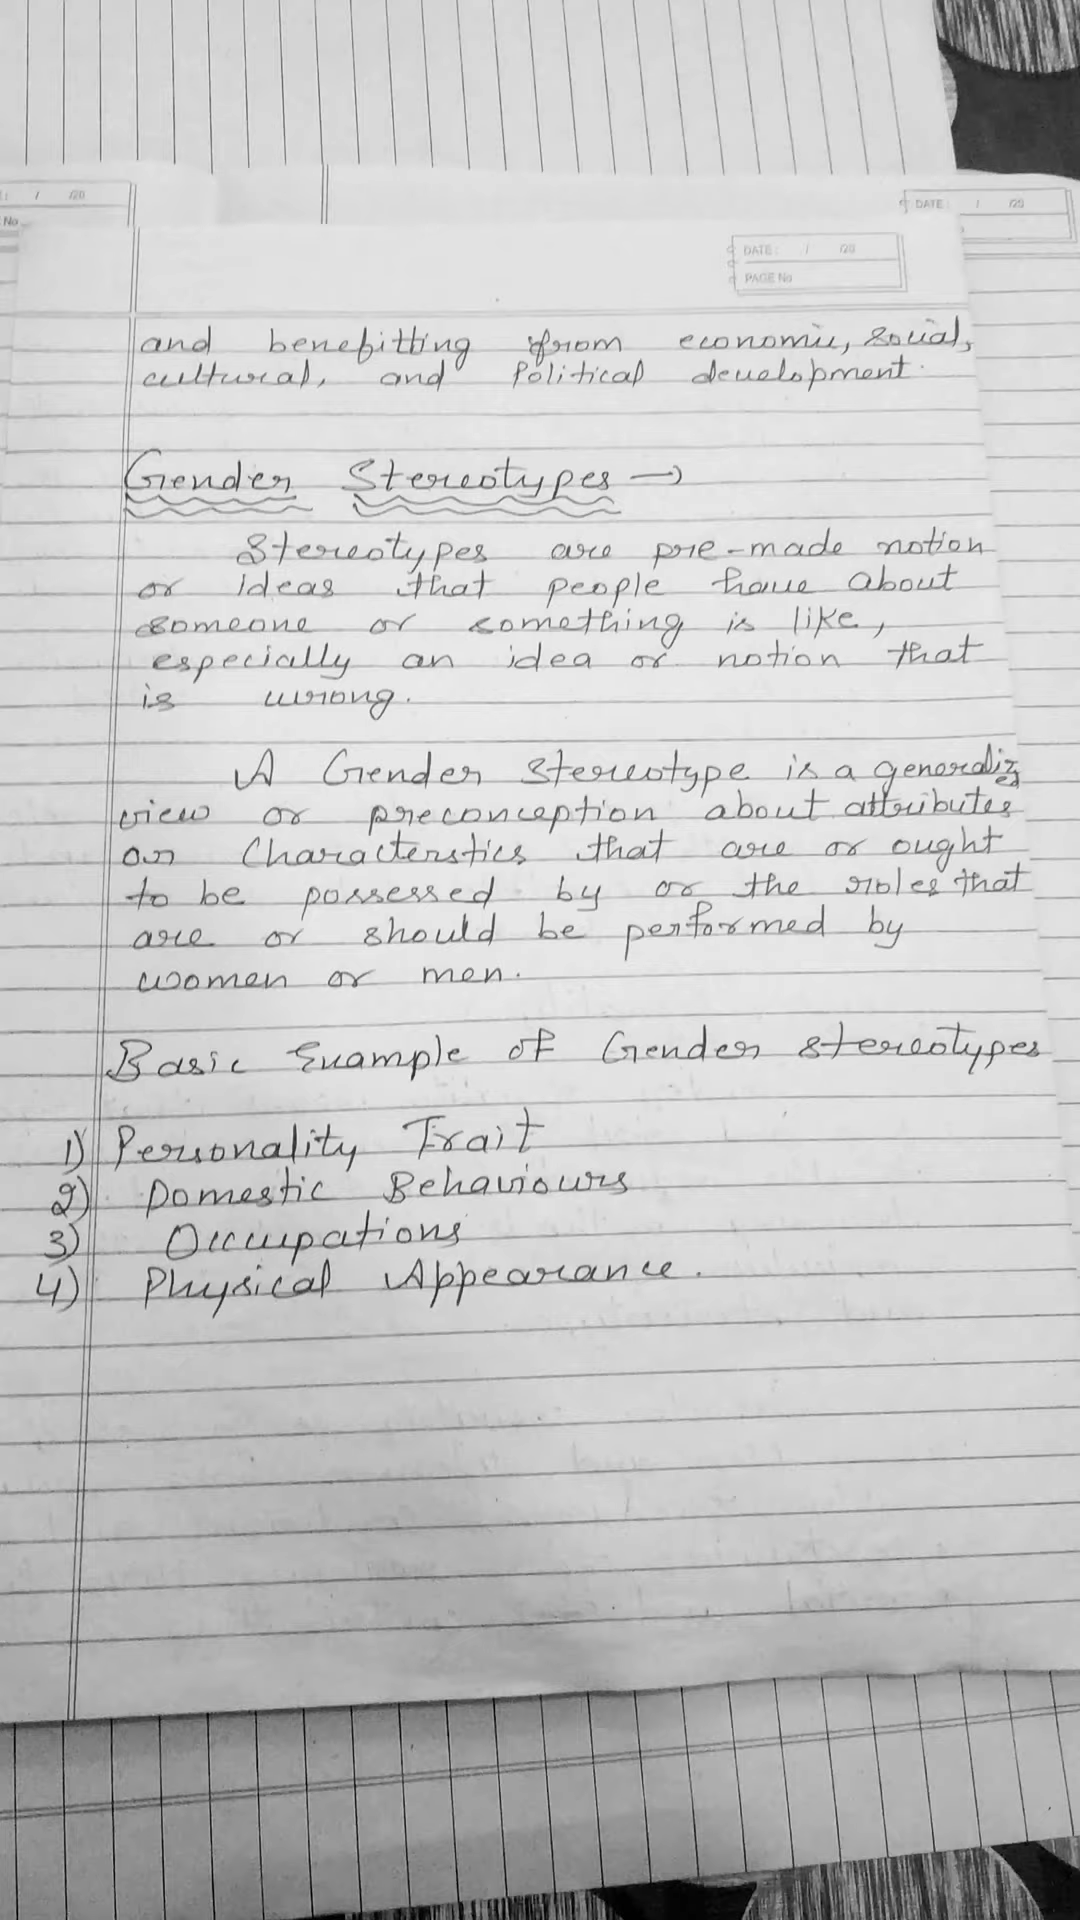 : / /20
No
DATE: / /20
DATE: / /20
PAGE No
and benefitting from economic, social,
cultural, and Political development.
Gender Stereotypes →
Stereotypes are pre-made notion
or ideas that people have about
someone or something is like,
especially an idea or notion that
is wrong.
A Gender Stereotype is a generalized
view or preconception about attributes
or Characterstics that are or ought
to be possessed by or the roles that
are or should be performed by
women or men.
Basic Example of Gender stereotypes
1) Personality Trait
2) Domestic Behaviours
3) Occupations
4) Physical Appearance.